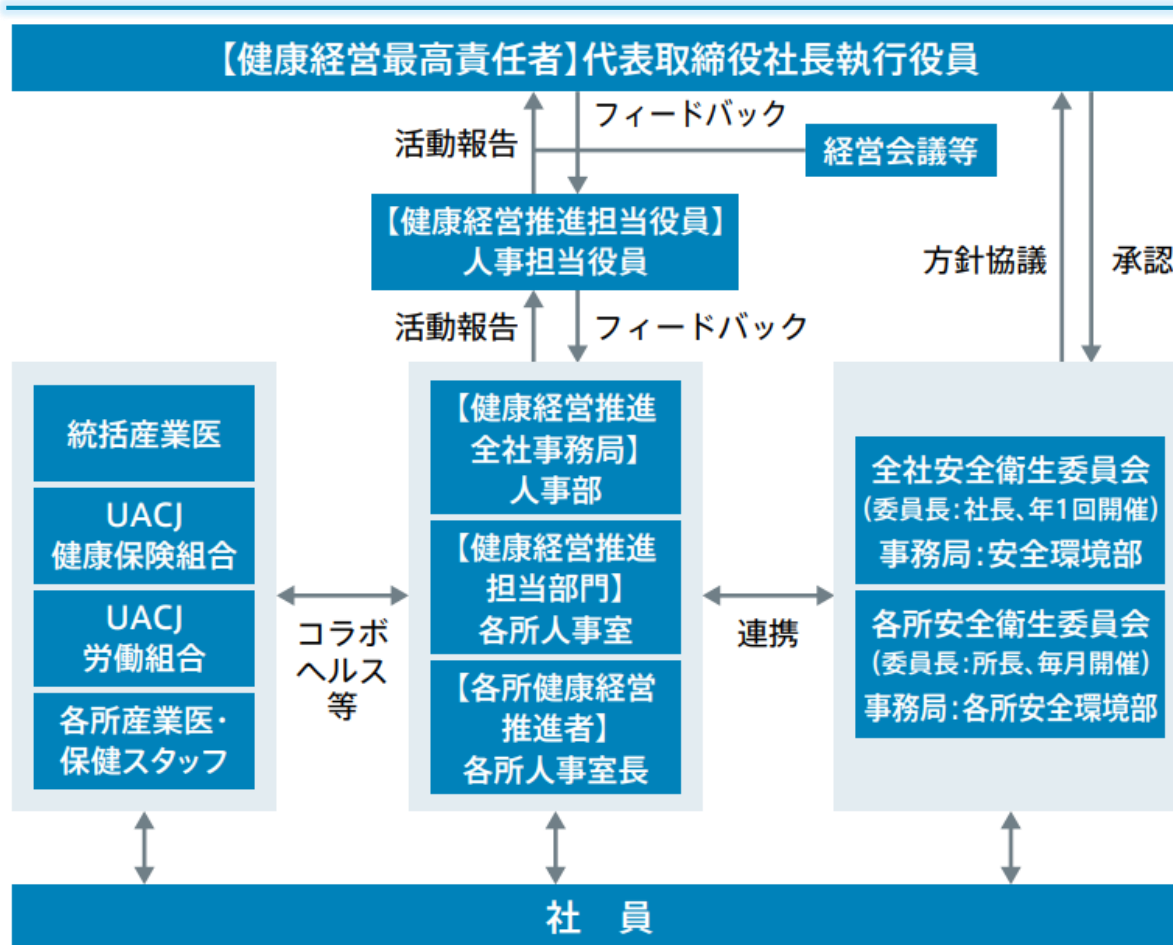 【健康経営最高責任者】代表取締役社長執行役員
活動報告
フィードバック
経営会議等
【健康経営推進担当役員】
人事担当役員
方針協議
承認
活動報告
フィードバック
統括産業医
UACJ
健康保険組合
UACJ
労働組合
各所産業医・
保健スタッフ
コラボ
ヘルス
等
【健康経営推進
全社事務局】
人事部
【健康経営推進
担当部門】
各所人事室
【各所健康経営
推進者】
各所人事室長
連携
全社安全衛生委員会
(委員長:社長、年1回開催)
事務局:安全環境部
各所安全衛生委員会
(委員長:所長、毎月開催)
事務局:各所安全環境部
社 員